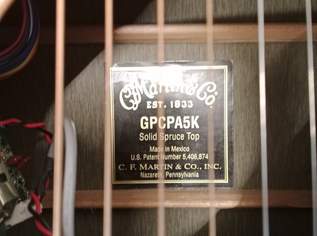 C.F. Martin & Co
EST. 1833
GPCPA5K
Solid Spruce Top
Made in Mexico
U.S. Patent Number 5,406,874
C. F. MARTIN & CO., INC.
Nazareth, Pennsylvania